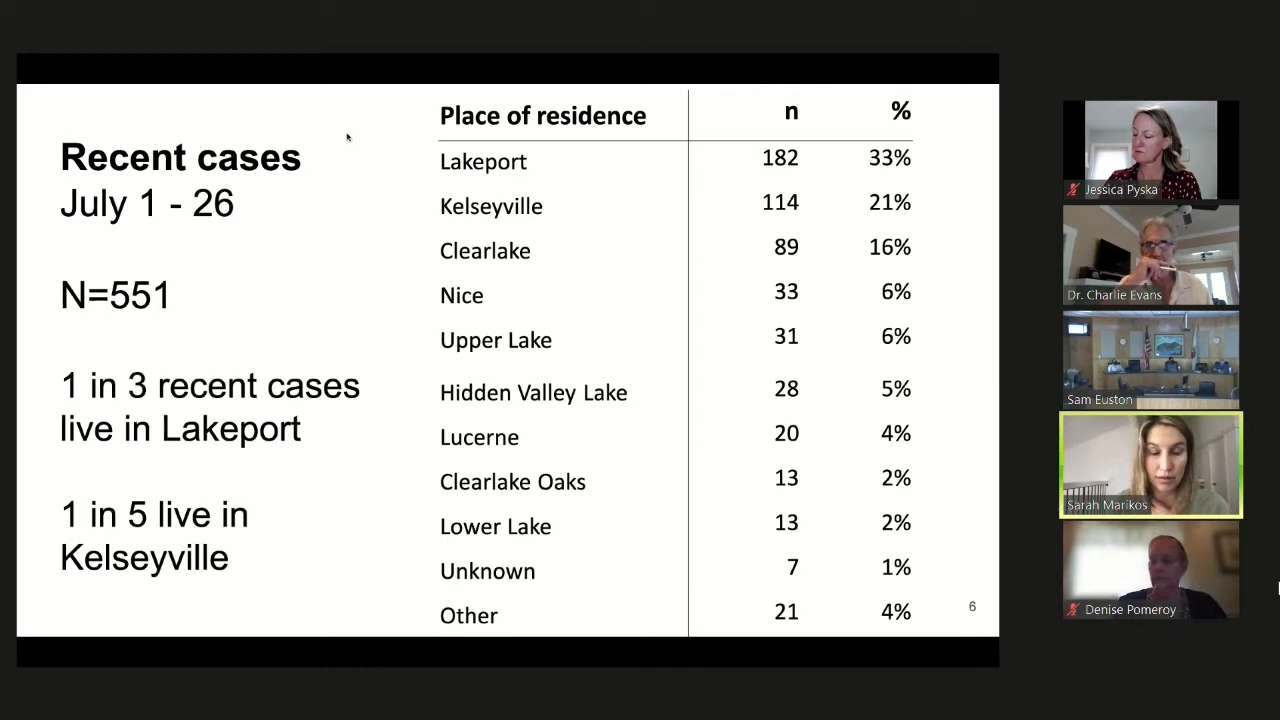 Recent cases
July 1 - 26
N=551
1 in 3 recent cases
live in Lakeport
1 in 5 live in
Kelseyville
Place of residence n %
Lakeport 182 33%
Kelseyville 114 21%
Clearlake 89 16%
Nice 33 6%
Upper Lake 31 6%
Hidden Valley Lake 28 5%
Lucerne 20 4%
Clearlake Oaks 13 2%
Lower Lake 13 2%
Unknown 7 1%
Other 21 4%
6
Jessica Pyska
Dr. Charlie Evans
Sam Euston
Sarah Marikos
Denise Pomeroy